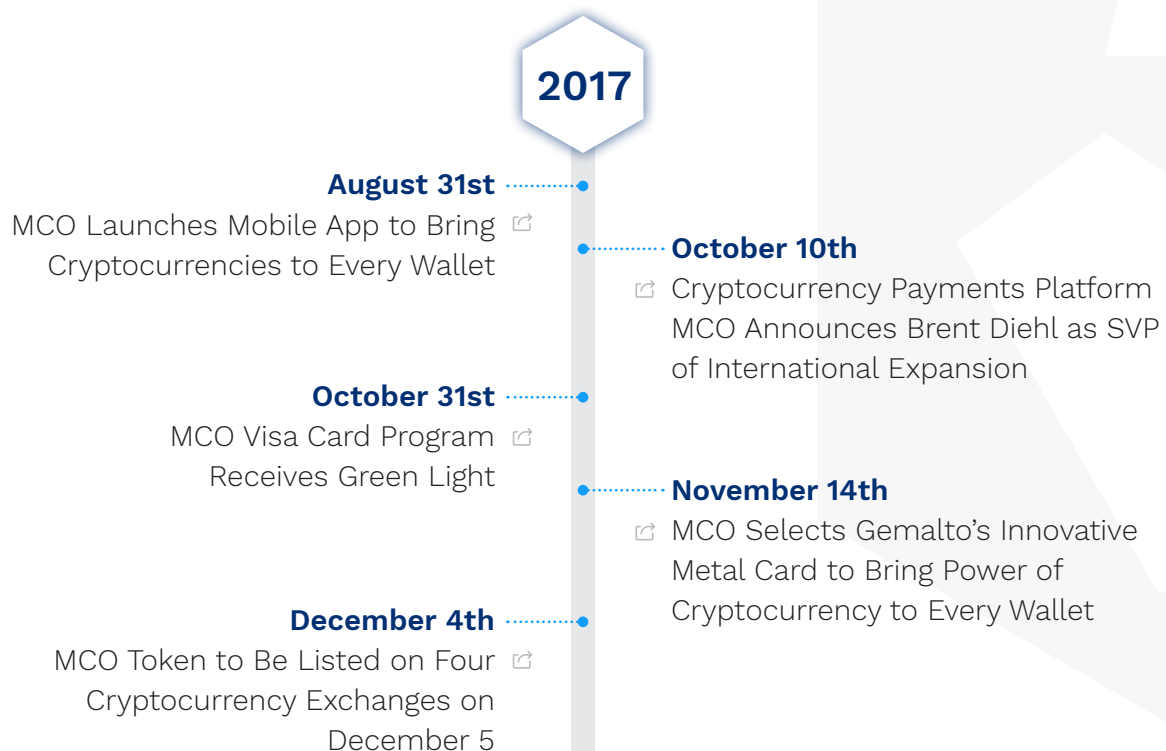 2017
August 31st
MCO Launches Mobile App to Bring
Cryptocurrencies to Every Wallet
October 10th
Cryptocurrency Payments Platform
MCO Announces Brent Diehl as SVP
of International Expansion
October 31st
MCO Visa Card Program
Receives Green Light
November 14th
MCO Selects Gemalto’s Innovative
Metal Card to Bring Power of
Cryptocurrency to Every Wallet
December 4th
MCO Token to Be Listed on Four
Cryptocurrency Exchanges on
December 5